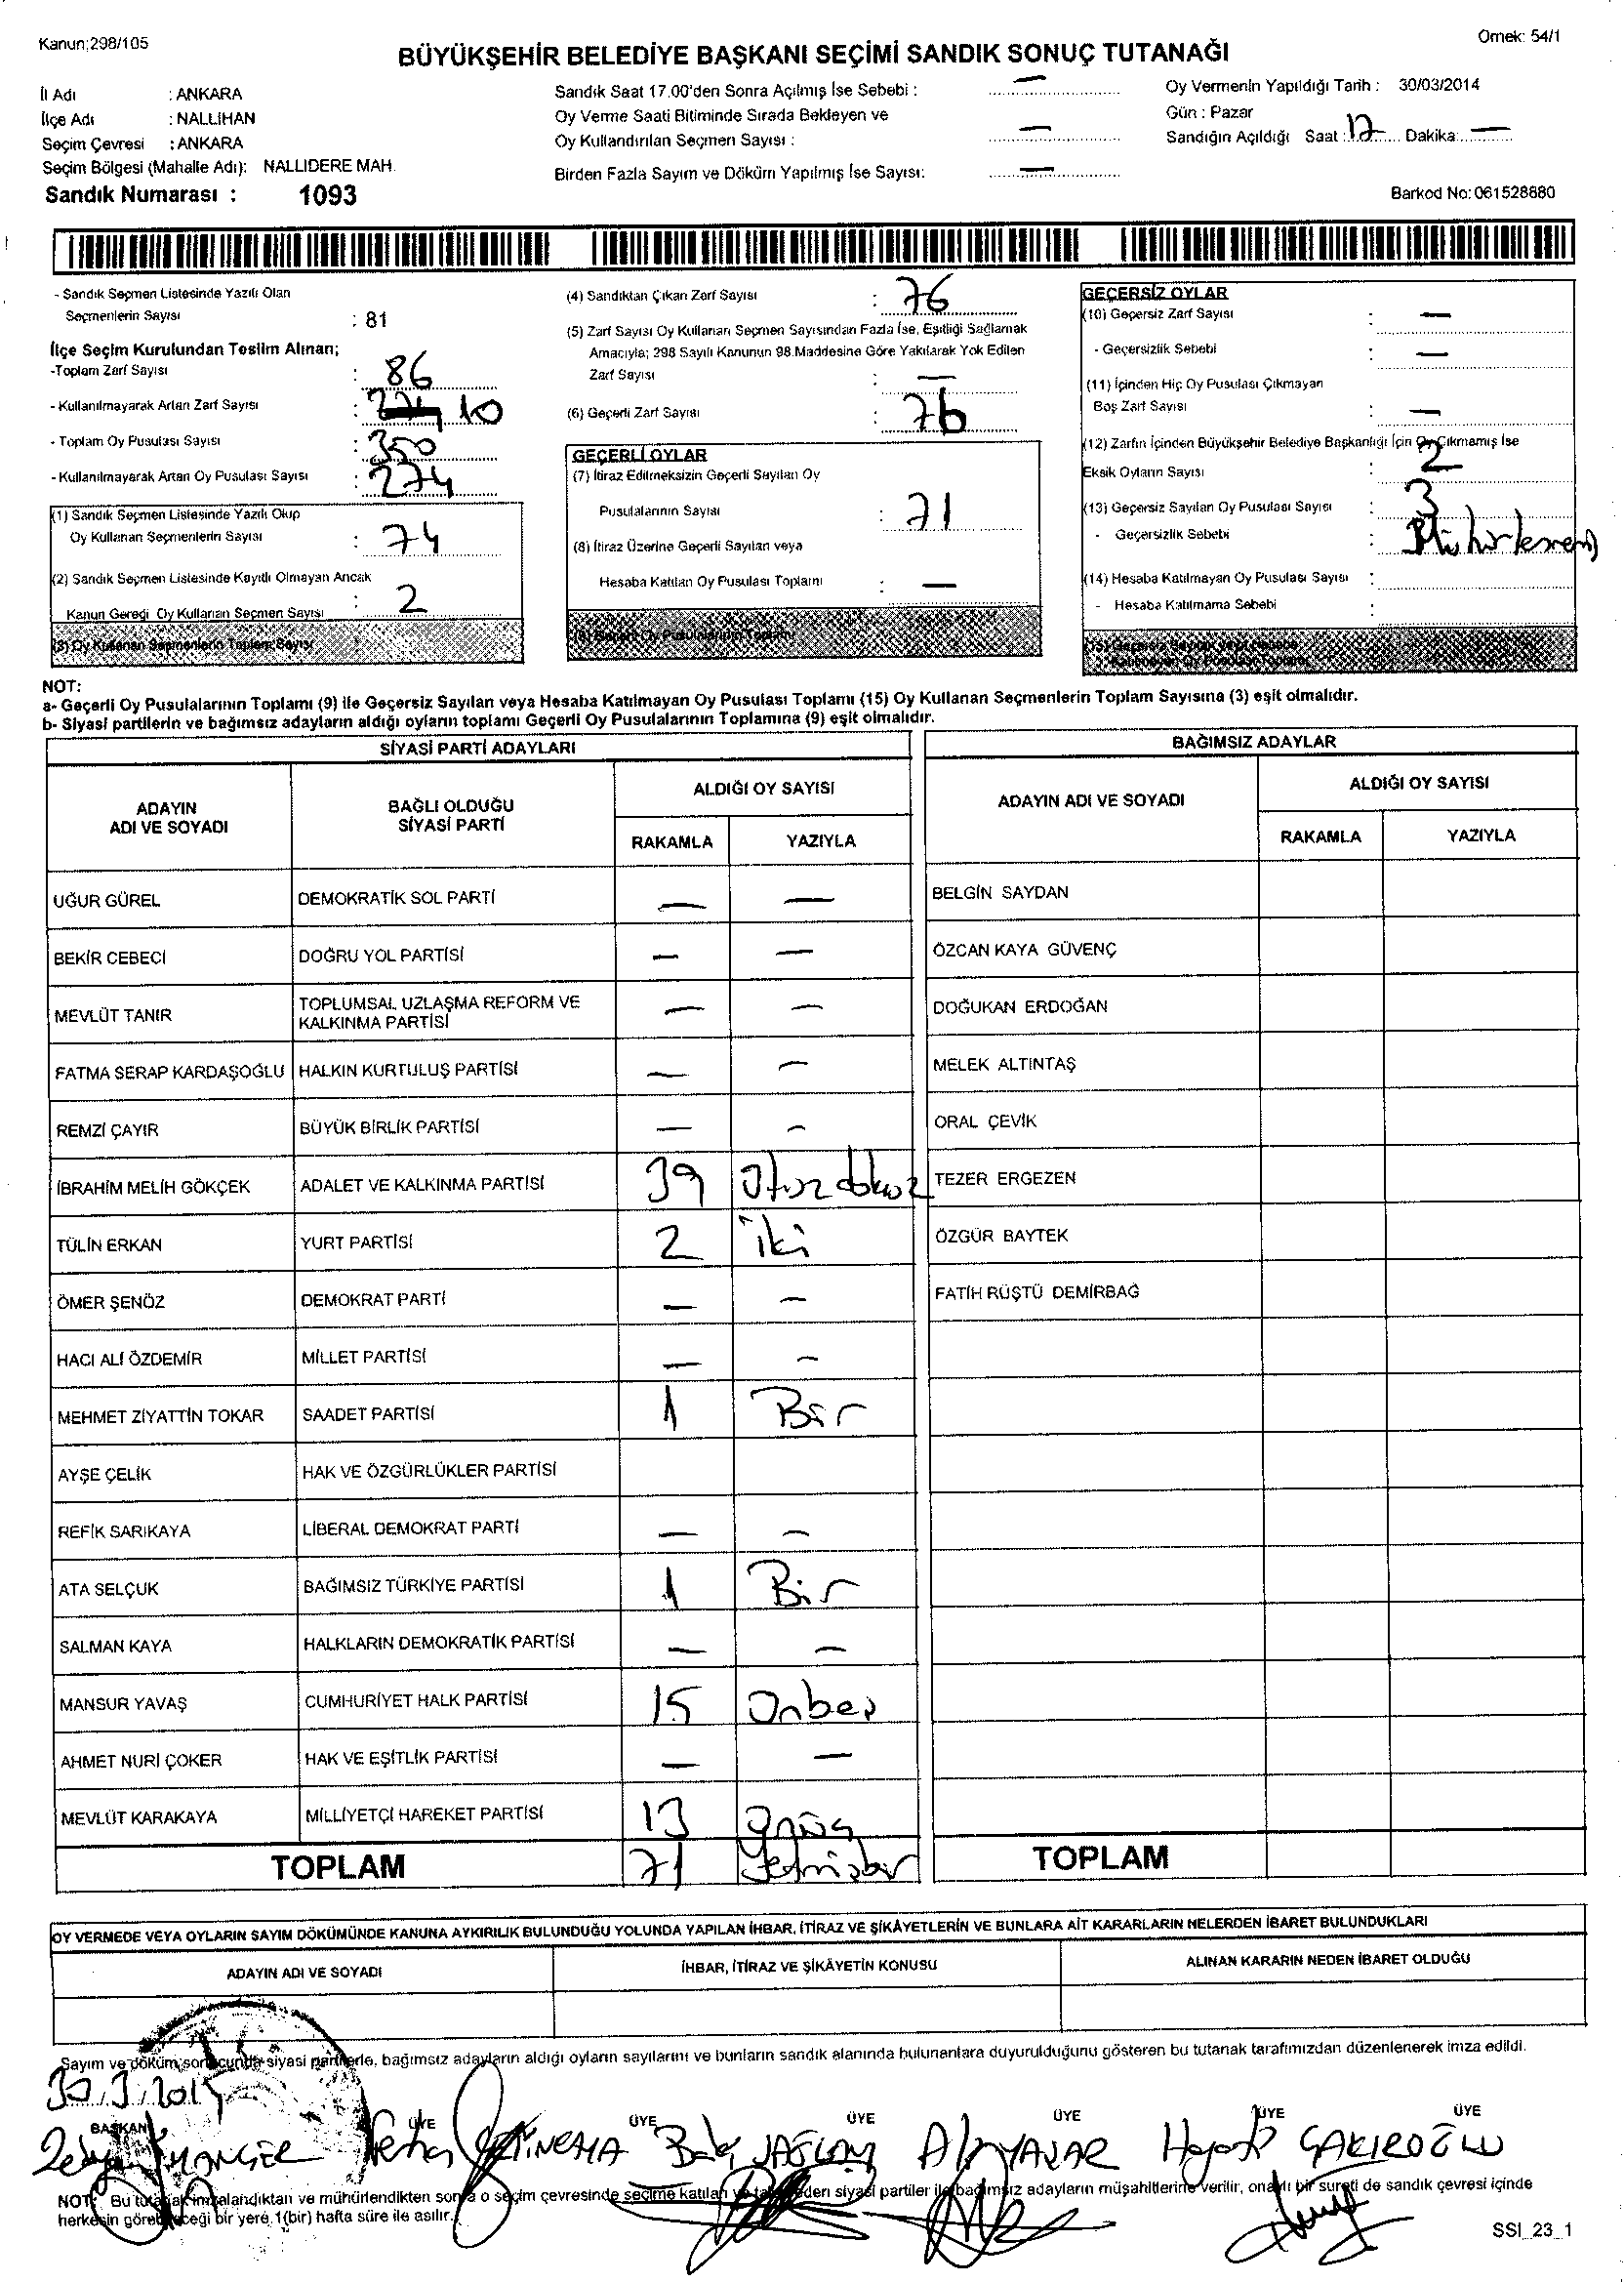 Kanun;298/105
Örnek: 54/1
BÜYÜKŞEHİR BELEDİYE BAŞKANI SEÇİMİ SANDIK SONUÇ TUTANAĞI
İl Adı : ANKARA
İlçe Adı : NALLIHAN
Seçim Çevresi : ANKARA
Seçim Bölgesi (Mahalle Adı): NALLIDERE MAH.
Sandık Numarası : 1093
Sandık Saat 17.00'den Sonra Açılmış İse Sebebi : —
Oy Verme Saati Bitiminde Sırada Bekleyen ve
Oy Kullandırılan Seçmen Sayısı : —
Birden Fazla Sayım ve Döküm Yapılmış İse Sayısı: —
Oy Vermenin Yapıldığı Tarih : 30/03/2014
Gün : Pazar
Sandığın Açıldığı Saat : 17 Dakika: —
Barkod No: 061528880
- Sandık Seçmen Listesinde Yazılı Olan
Seçmenlerin Sayısı : 81
İlçe Seçim Kurulundan Teslim Alınan;
-Toplam Zarf Sayısı : 86
- Kullanılmayarak Artan Zarf Sayısı : 10
- Toplam Oy Pusulası Sayısı : 350
- Kullanılmayarak Artan Oy Pusulası Sayısı : 274
(1) Sandık Seçmen Listesinde Yazılı Olup
Oy Kullanan Seçmenlerin Sayısı : 74
(2) Sandık Seçmen Listesinde Kayıtlı Olmayan Ancak
Kanun Gereği Oy Kullanan Seçmen Sayısı : 2
(3) Oy Kullanan Seçmenlerin Toplam Sayısı
(4) Sandıktan Çıkan Zarf Sayısı : 76
(5) Zarf Sayısı Oy Kullanan Seçmen Sayısından Fazla İse, Eşitliği Sağlamak
Amacıyla; 298 Sayılı Kanunun 98.Maddesine Göre Yakılarak Yok Edilen
Zarf Sayısı : —
(6) Geçerli Zarf Sayısı : 76
GEÇERLİ OYLAR
(7) İtiraz Edilmeksizin Geçerli Sayılan Oy
Pusulalarının Sayısı : 71
(8) İtiraz Üzerine Geçerli Sayılan veya
Hesaba Katılan Oy Pusulası Toplamı : —
(9) Geçerli Oy Pusulalarının Toplamı
GEÇERSİZ OYLAR
(10) Geçersiz Zarf Sayısı : —
- Geçersizlik Sebebi : —
(11) İçinden Hiç Oy Pusulası Çıkmayan
Boş Zarf Sayısı : —
(12) Zarfın İçinden Büyükşehir Belediye Başkanlığı İçin Oy Çıkmamış İse
Eksik Oyların Sayısı : 2
(13) Geçersiz Sayılan Oy Pusulası Sayısı : 3
- Geçersizlik Sebebi :
(14) Hesaba Katılmayan Oy Pusulası Sayısı :
- Hesaba Katılmama Sebebi :
(15) Geçersiz Sayılan veya Hesaba
Katılmayan Oy Pusulası Toplamı
NOT:
a- Geçerli Oy Pusulalarının Toplamı (9) ile Geçersiz Sayılan veya Hesaba Katılmayan Oy Pusulası Toplamı (15) Oy Kullanan Seçmenlerin Toplam Sayısına (3) eşit olmalıdır.
b- Siyasi partilerin ve bağımsız adayların aldığı oyların toplamı Geçerli Oy Pusulalarının Toplamına (9) eşit olmalıdır.
SİYASİ PARTİ ADAYLARI
ADAYIN ADI VE SOYADI
BAĞLI OLDUĞU SİYASİ PARTİ
ALDIĞI OY SAYISI
RAKAMLA YAZIYLA
UĞUR GÜREL DEMOKRATİK SOL PARTİ — —
BEKİR CEBECİ DOĞRU YOL PARTİSİ — —
MEVLÜT TANIR TOPLUMSAL UZLAŞMA REFORM VE KALKINMA PARTİSİ — —
FATMA SERAP KARDAŞOĞLU HALKIN KURTULUŞ PARTİSİ — —
REMZİ ÇAYIR BÜYÜK BİRLİK PARTİSİ — —
İBRAHİM MELİH GÖKÇEK ADALET VE KALKINMA PARTİSİ 39 Otuzdokuz
TÜLİN ERKAN YURT PARTİSİ 2 İki
ÖMER ŞENÖZ DEMOKRAT PARTİ — —
HACI ALİ ÖZDEMİR MİLLET PARTİSİ — —
MEHMET ZİYATTİN TOKAR SAADET PARTİSİ 1 Bir
AYŞE ÇELİK HAK VE ÖZGÜRLÜKLER PARTİSİ
REFİK SARIKAYA LİBERAL DEMOKRAT PARTİ — —
ATA SELÇUK BAĞIMSIZ TÜRKİYE PARTİSİ 1 Bir
SALMAN KAYA HALKLARIN DEMOKRATİK PARTİSİ — —
MANSUR YAVAŞ CUMHURİYET HALK PARTİSİ 15 Onbeş
AHMET NURİ ÇOKER HAK VE EŞİTLİK PARTİSİ — —
MEVLÜT KARAKAYA MİLLİYETÇİ HAREKET PARTİSİ 13 Onüç
TOPLAM 71 Yetmişbir
BAĞIMSIZ ADAYLAR
ADAYIN ADI VE SOYADI
ALDIĞI OY SAYISI
RAKAMLA YAZIYLA
BELGİN SAYDAN
ÖZCAN KAYA GÜVENÇ
DOĞUKAN ERDOĞAN
MELEK ALTINTAŞ
ORAL ÇEVİK
TEZER ERGEZEN
ÖZGÜR BAYTEK
FATİH RÜŞTÜ DEMİRBAĞ
TOPLAM
OY VERMEDE VEYA OYLARIN SAYIM DÖKÜMÜNDE KANUNA AYKIRILIK BULUNDUĞU YOLUNDA YAPILAN İHBAR, İTİRAZ VE ŞİKÂYETLERİN VE BUNLARA AİT KARARLARIN NELERDEN İBARET BULUNDUKLARI
ADAYIN ADI VE SOYADI
İHBAR, İTİRAZ VE ŞİKÂYETİN KONUSU
ALINAN KARARIN NEDEN İBARET OLDUĞU
Sayım ve döküm sonucunda siyasi partilerle, bağımsız adayların aldığı oyların sayılarını ve bunların sandık alanında bulunanlara duyurulduğunu gösteren bu tutanak tarafımızdan düzenlenerek imza edildi.
30.3.2014
BAŞKAN ÜYE ÜYE ÜYE ÜYE ÜYE ÜYE
ÇAKIROĞLU
NOT: Bu tutanak imzalandıktan ve mühürlendikten sonra o seçim çevresinde seçime katılan ve talep eden siyasi partiler ile bağımsız adayların müşahitlerine verilir, onaylı bir sureti de sandık çevresi içinde
herkesin görebileceği bir yere 1(bir) hafta süre ile asılır.
SSI_23_1